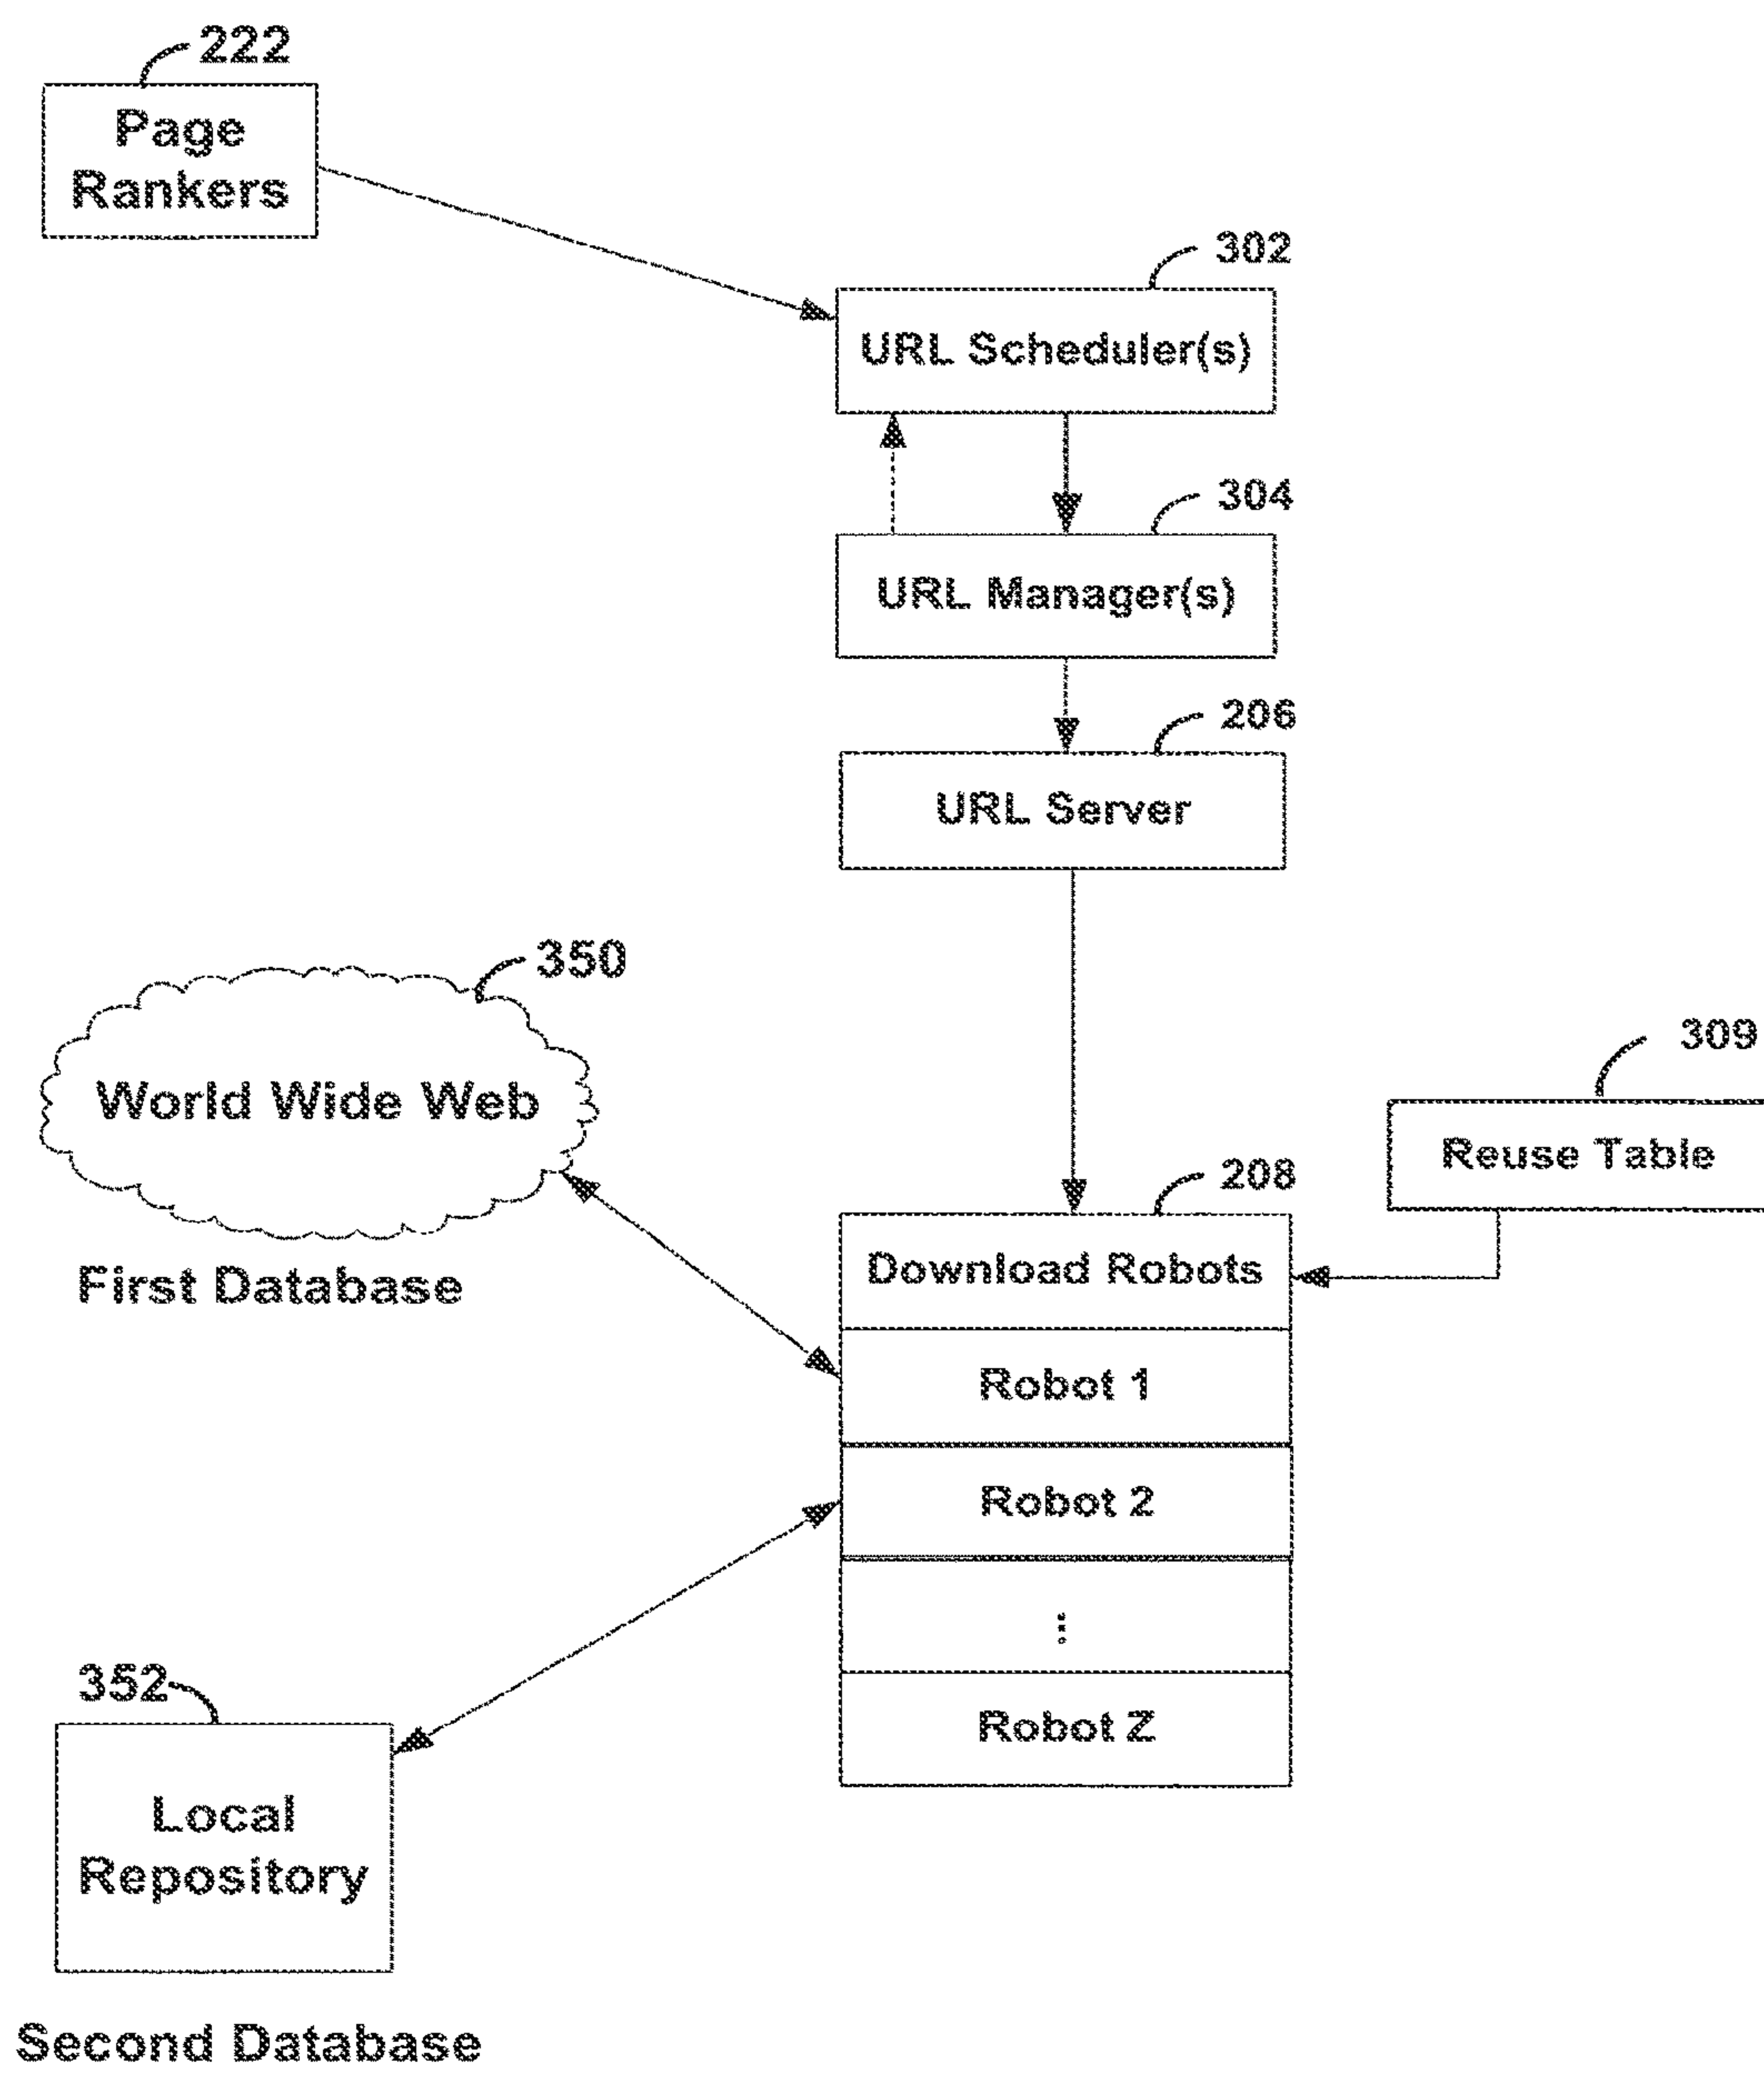 222
Page
Rankers
302
URL Scheduler(s)
304
URL Manager(s)
206
URL Server
350
World Wide Web
First Database
309
Reuse Table
208
Download Robots
Robot 1
Robot 2
⋮
Robot Z
352
Local
Repository
Second Database